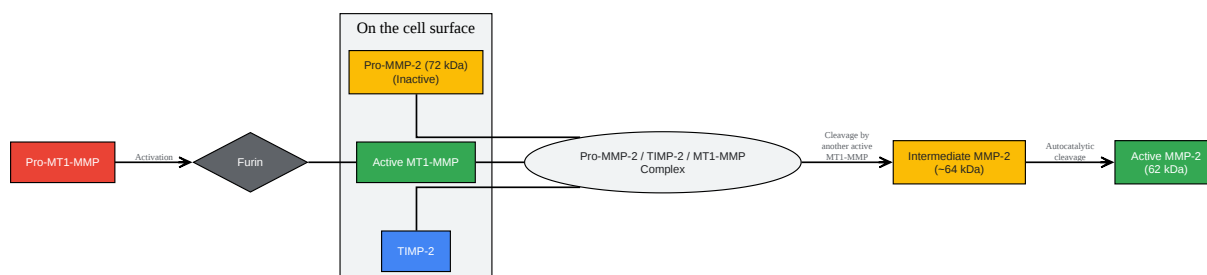 On the cell surface
Pro-MMP-2 (72 kDa)
(Inactive)
Pro-MT1-MMP
Activation
Furin
Active MT1-MMP
Pro-MMP-2 / TIMP-2 / MT1-MMP
Complex
Cleavage by
another active
MT1-MMP
Intermediate MMP-2
(~64 kDa)
Autocatalytic
cleavage
Active MMP-2
(62 kDa)
TIMP-2